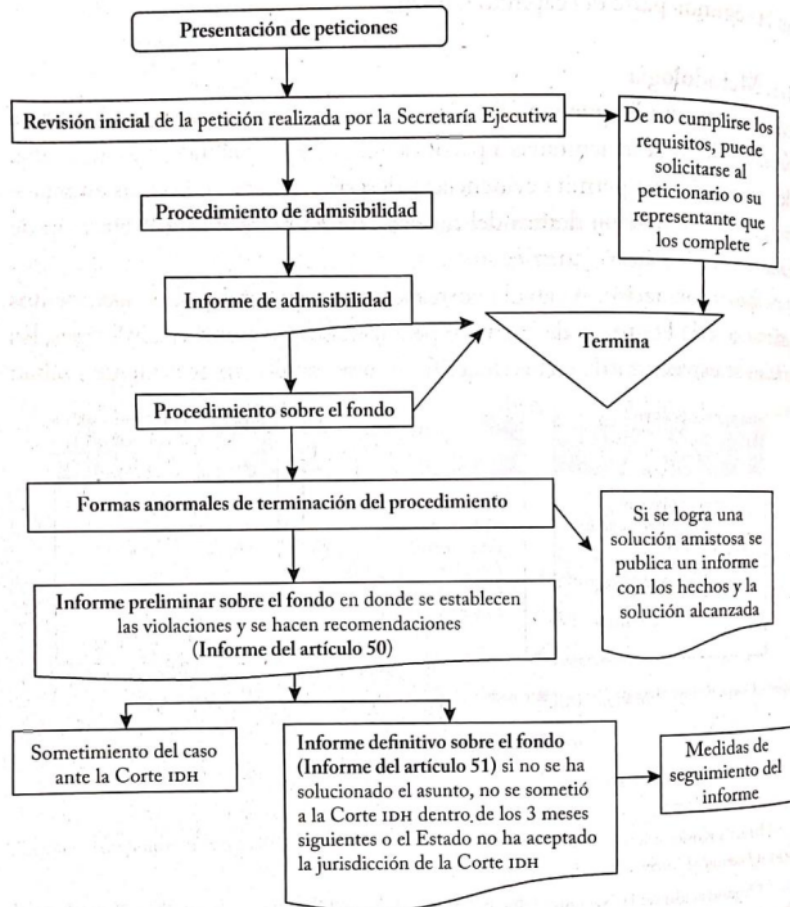 Presentación de peticiones
Revisión inicial de la petición realizada por la Secretaría Ejecutiva
De no cumplirse los
requisitos, puede
solicitarse al
peticionario o su
representante que
los complete
Procedimiento de admisibilidad
Informe de admisibilidad
Termina
Procedimiento sobre el fondo
Formas anormales de terminación del procedimiento
Si se logra una
solución amistosa se
publica un informe
con los hechos y la
solución alcanzada
Informe preliminar sobre el fondo en donde se establecen
las violaciones y se hacen recomendaciones
(Informe del artículo 50)
Sometimiento del caso
ante la Corte IDH
Informe definitivo sobre el fondo
(Informe del artículo 51) si no se ha
solucionado el asunto, no se sometió
a la Corte IDH dentro de los 3 meses
siguientes o el Estado no ha aceptado
la jurisdicción de la Corte IDH
Medidas de
seguimiento del
informe